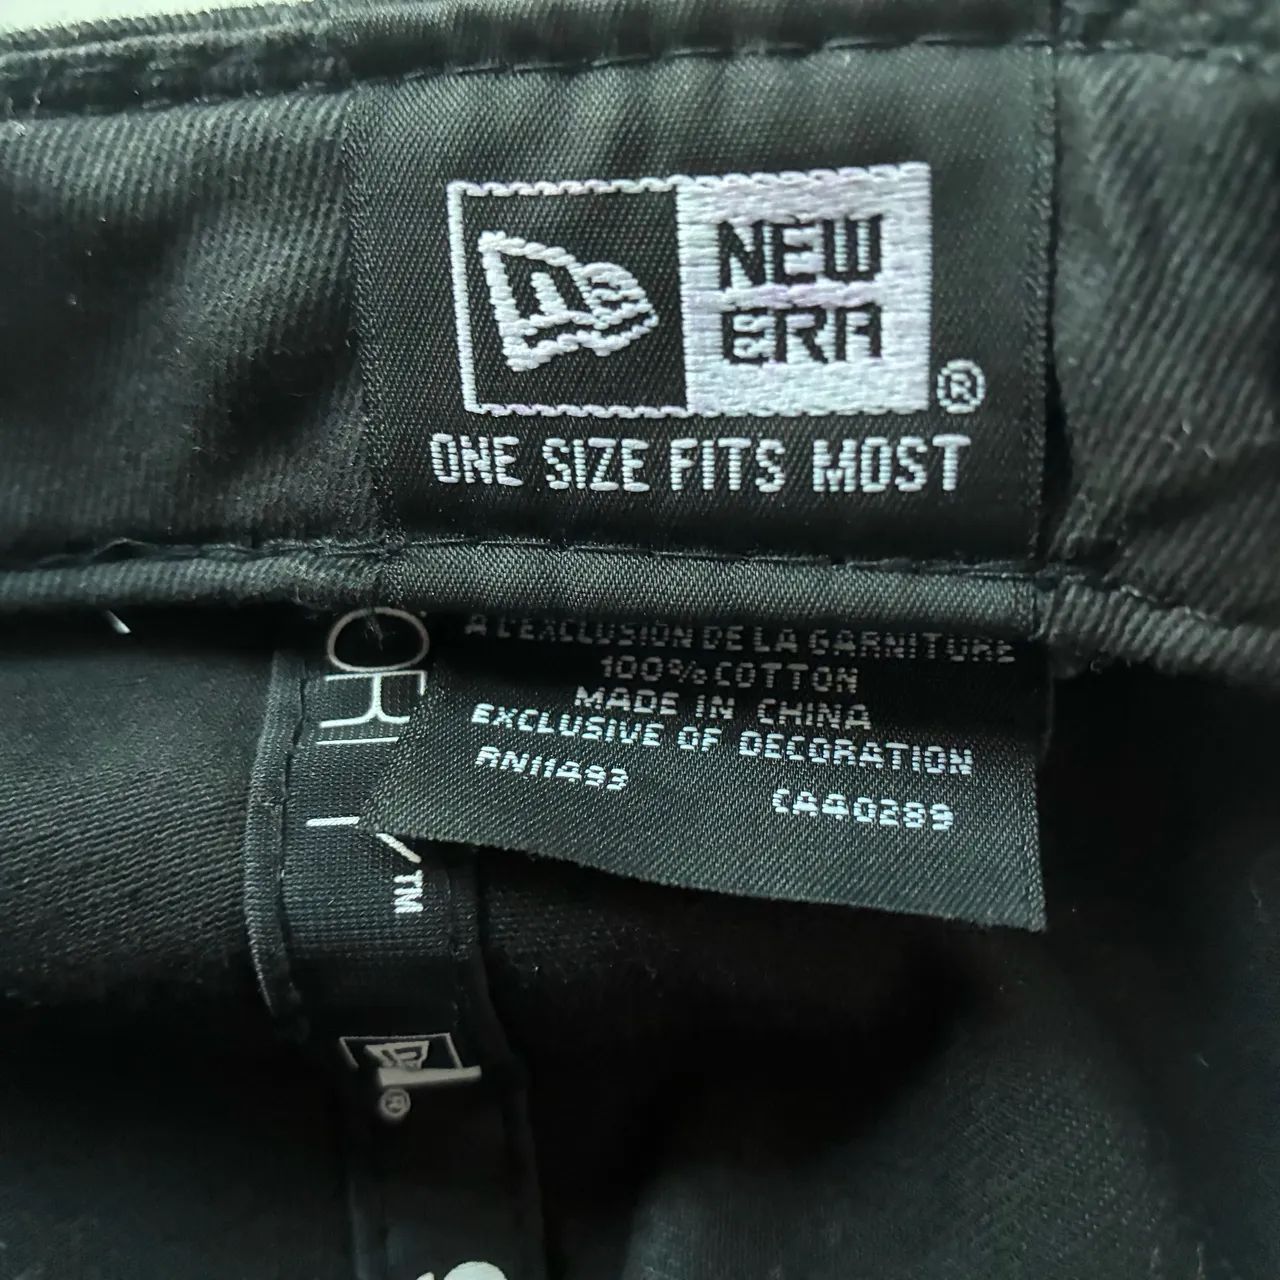 NEW
ERA
®
ONE SIZE FITS MOST
A L'EXCLUSION DE LA GARNITURE
100% COTTON
MADE IN CHINA
EXCLUSIVE OF DECORATION
RN11493
CA40289
TM
®